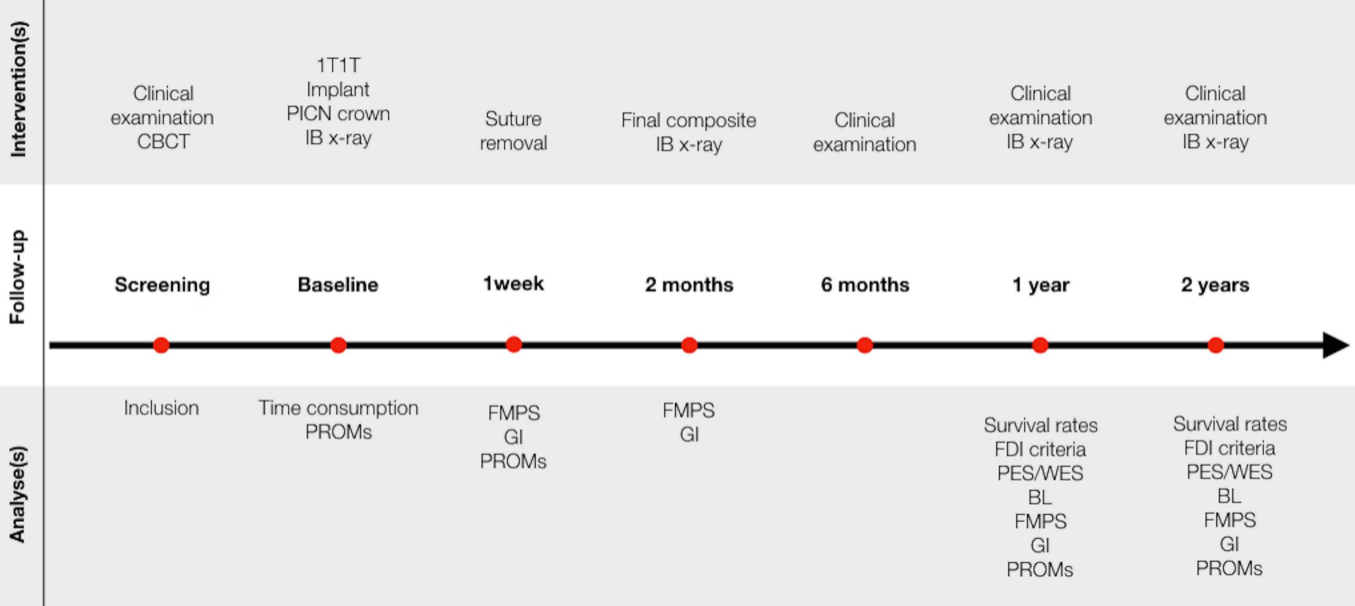 Intervention(s)
Clinical
examination
CBCT
1T1T
Implant
PICN crown
IB x-ray
Suture
removal
Final composite
IB x-ray
Clinical
examination
Clinical
examination
IB x-ray
Clinical
examination
IB x-ray
Follow-up
Screening
Baseline
1week
2 months
6 months
1 year
2 years
Analyse(s)
Inclusion
Time consumption
PROMs
FMPS
GI
PROMs
FMPS
GI
Survival rates
FDI criteria
PES/WES
BL
FMPS
GI
PROMs
Survival rates
FDI criteria
PES/WES
BL
FMPS
GI
PROMs